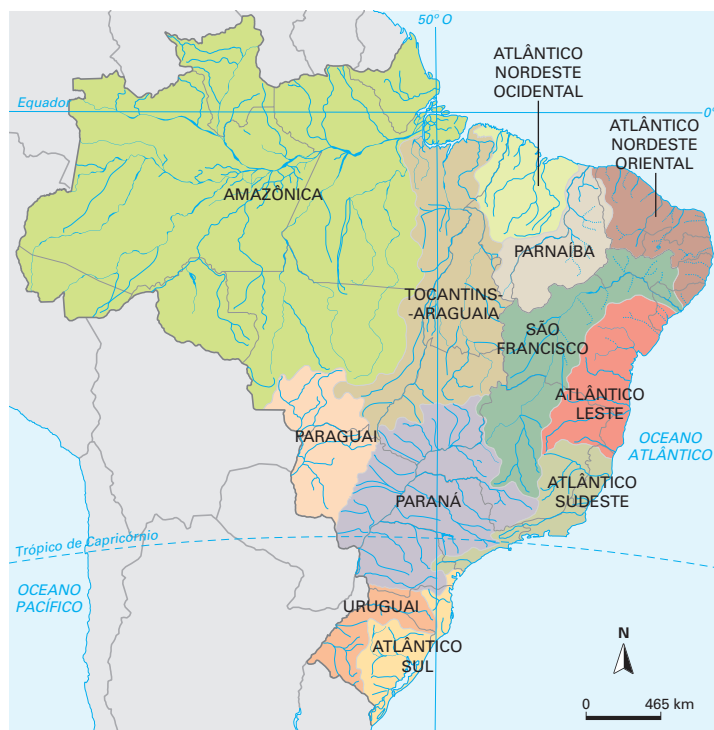 50° O
ATLÂNTICO
NORDESTE
OCIDENTAL
Equador
0°
ATLÂNTICO
NORDESTE
ORIENTAL
AMAZÔNICA
PARNAÍBA
TOCANTINS-
-ARAGUAIA
SÃO
FRANCISCO
ATLÂNTICO
LESTE
PARAGUAI
OCEANO
ATLÂNTICO
PARANÁ
ATLÂNTICO
SUDESTE
Trópico de Capricórnio
OCEANO
PACÍFICO
URUGUAI
ATLÂNTICO
SUL
N
0 465 km